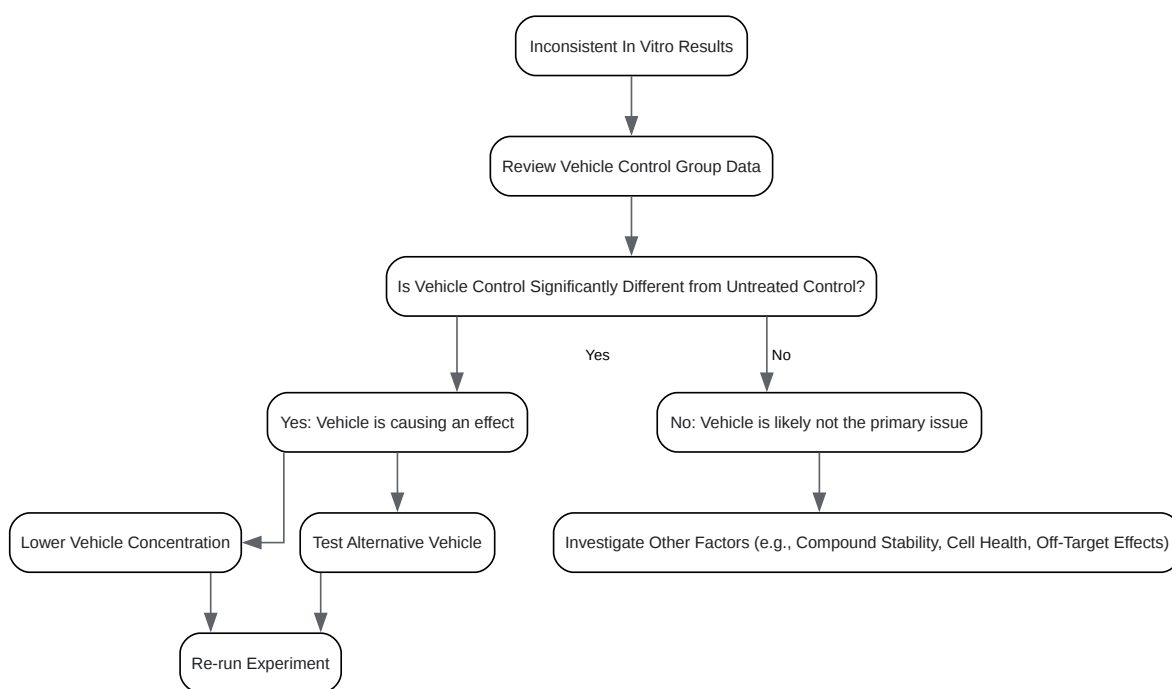 Inconsistent In Vitro Results
Review Vehicle Control Group Data
Is Vehicle Control Significantly Different from Untreated Control?
Yes
No
Yes: Vehicle is causing an effect
No: Vehicle is likely not the primary issue
Lower Vehicle Concentration
Test Alternative Vehicle
Investigate Other Factors (e.g., Compound Stability, Cell Health, Off-Target Effects)
Re-run Experiment